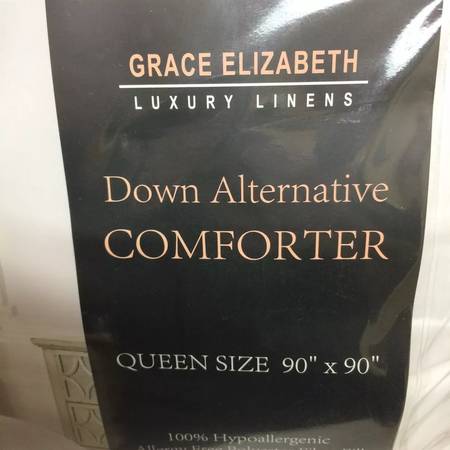 GRACE ELIZABETH
LUXURY LINENS
Down Alternative
COMFORTER
QUEEN SIZE 90" x 90"
100% Hypoallergenic